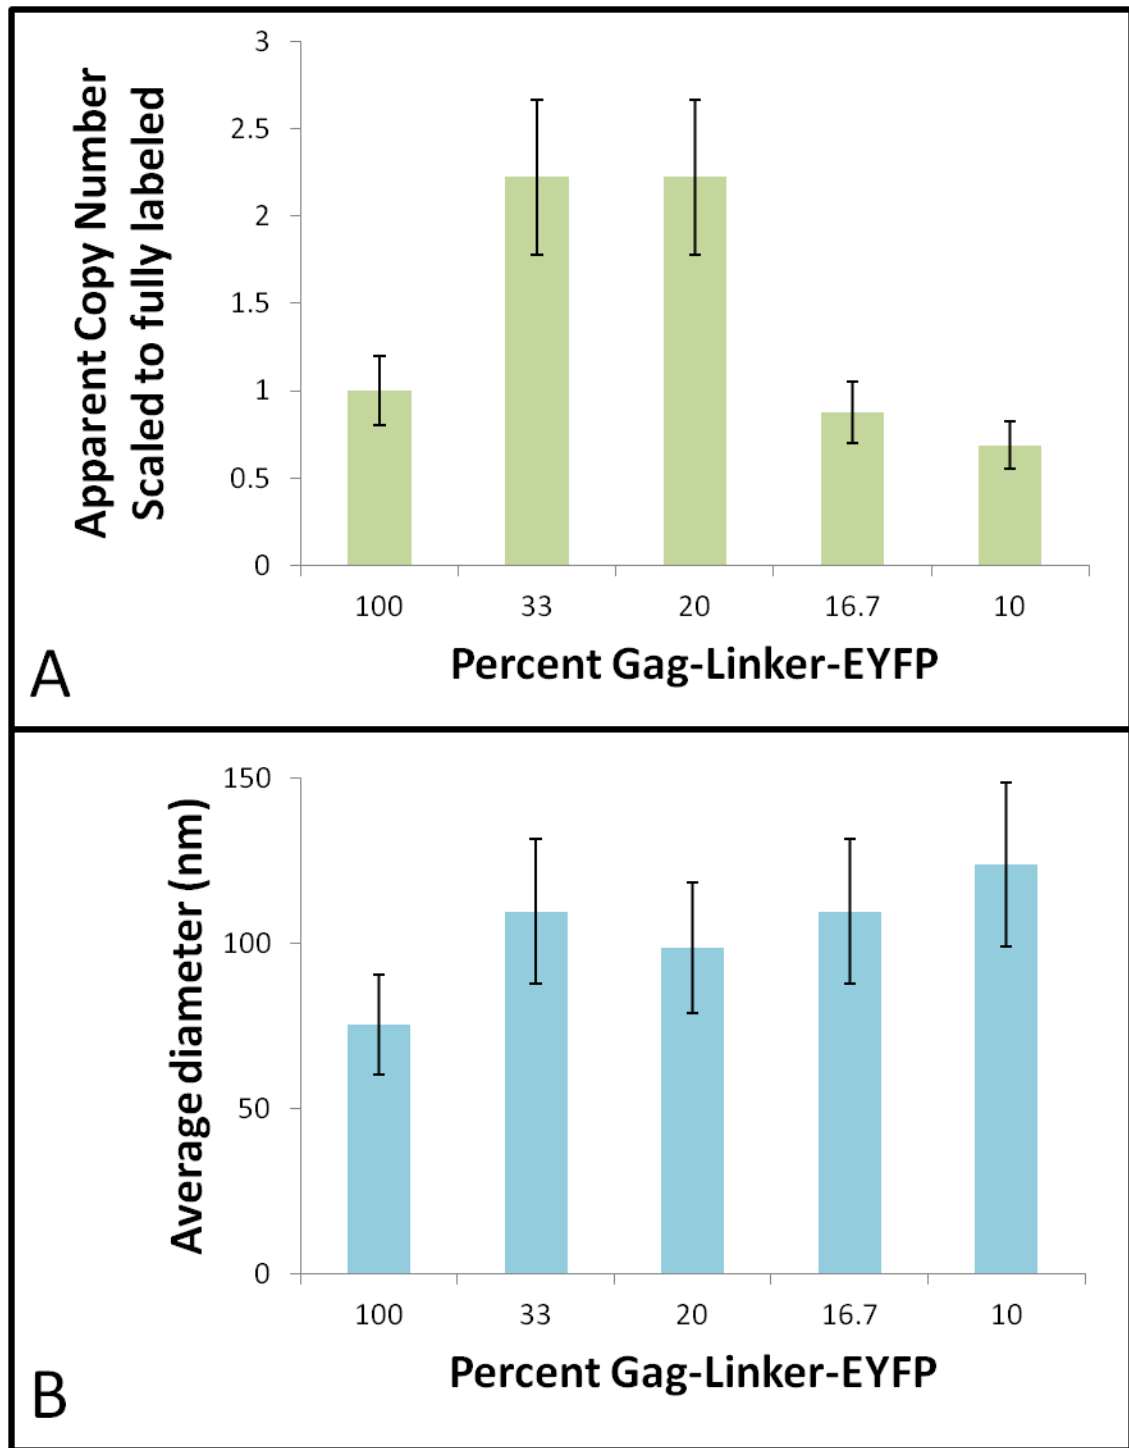 3
2.5
2
1.5
1
0.5
0
Apparent Copy Number
Scaled to fully labeled
100 33 20 16.7 10
Percent Gag-Linker-EYFP
A
150
100
50
0
Average diameter (nm)
100 33 20 16.7 10
Percent Gag-Linker-EYFP
B